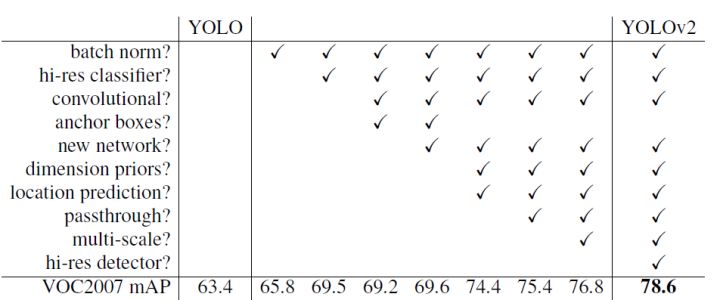 YOLO YOLOv2
batch norm? ✓ ✓ ✓ ✓ ✓ ✓ ✓ ✓
hi-res classifier? ✓ ✓ ✓ ✓ ✓ ✓ ✓
convolutional? ✓ ✓ ✓ ✓ ✓ ✓
anchor boxes? ✓ ✓
new network? ✓ ✓ ✓ ✓ ✓
dimension priors? ✓ ✓ ✓ ✓
location prediction? ✓ ✓ ✓ ✓
passthrough? ✓ ✓ ✓
multi-scale? ✓ ✓
hi-res detector? ✓
VOC2007 mAP 63.4 65.8 69.5 69.2 69.6 74.4 75.4 76.8 78.6